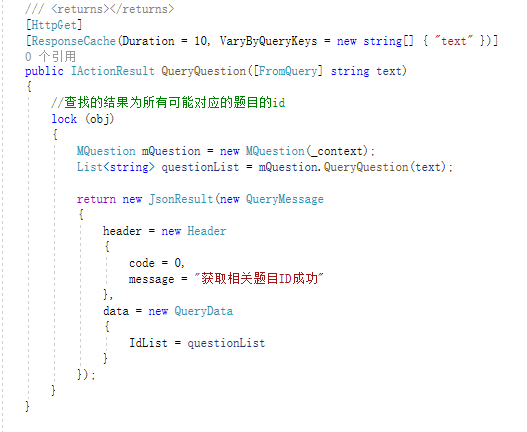 /// <returns></returns>
[HttpGet]
[ResponseCache(Duration = 10, VaryByQueryKeys = new string[] { "text" })]
0 个引用
public IActionResult QueryQuestion([FromQuery] string text)
{
//查找的结果为所有可能对应的题目的id
lock (obj)
{
MQuestion mQuestion = new MQuestion(_context);
List<string> questionList = mQuestion.QueryQuestion(text);
return new JsonResult(new QueryMessage
{
header = new Header
{
code = 0,
message = "获取相关题目ID成功"
},
data = new QueryData
{
IdList = questionList
}
});
}
}